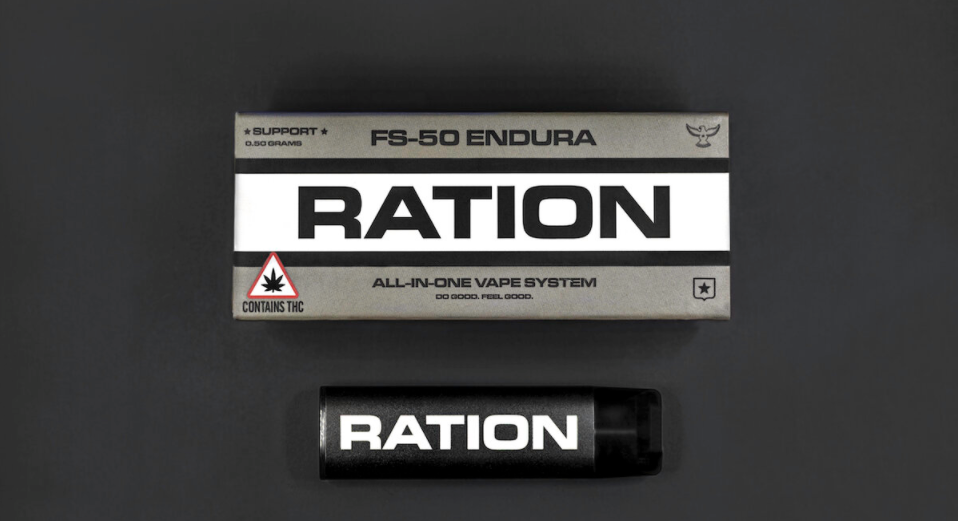 ★ SUPPORT ★
0.50 GRAMS
FS-50 ENDURA
RATION
ALL-IN-ONE VAPE SYSTEM
DO GOOD. FEEL GOOD.
CONTAINS THC
RATION